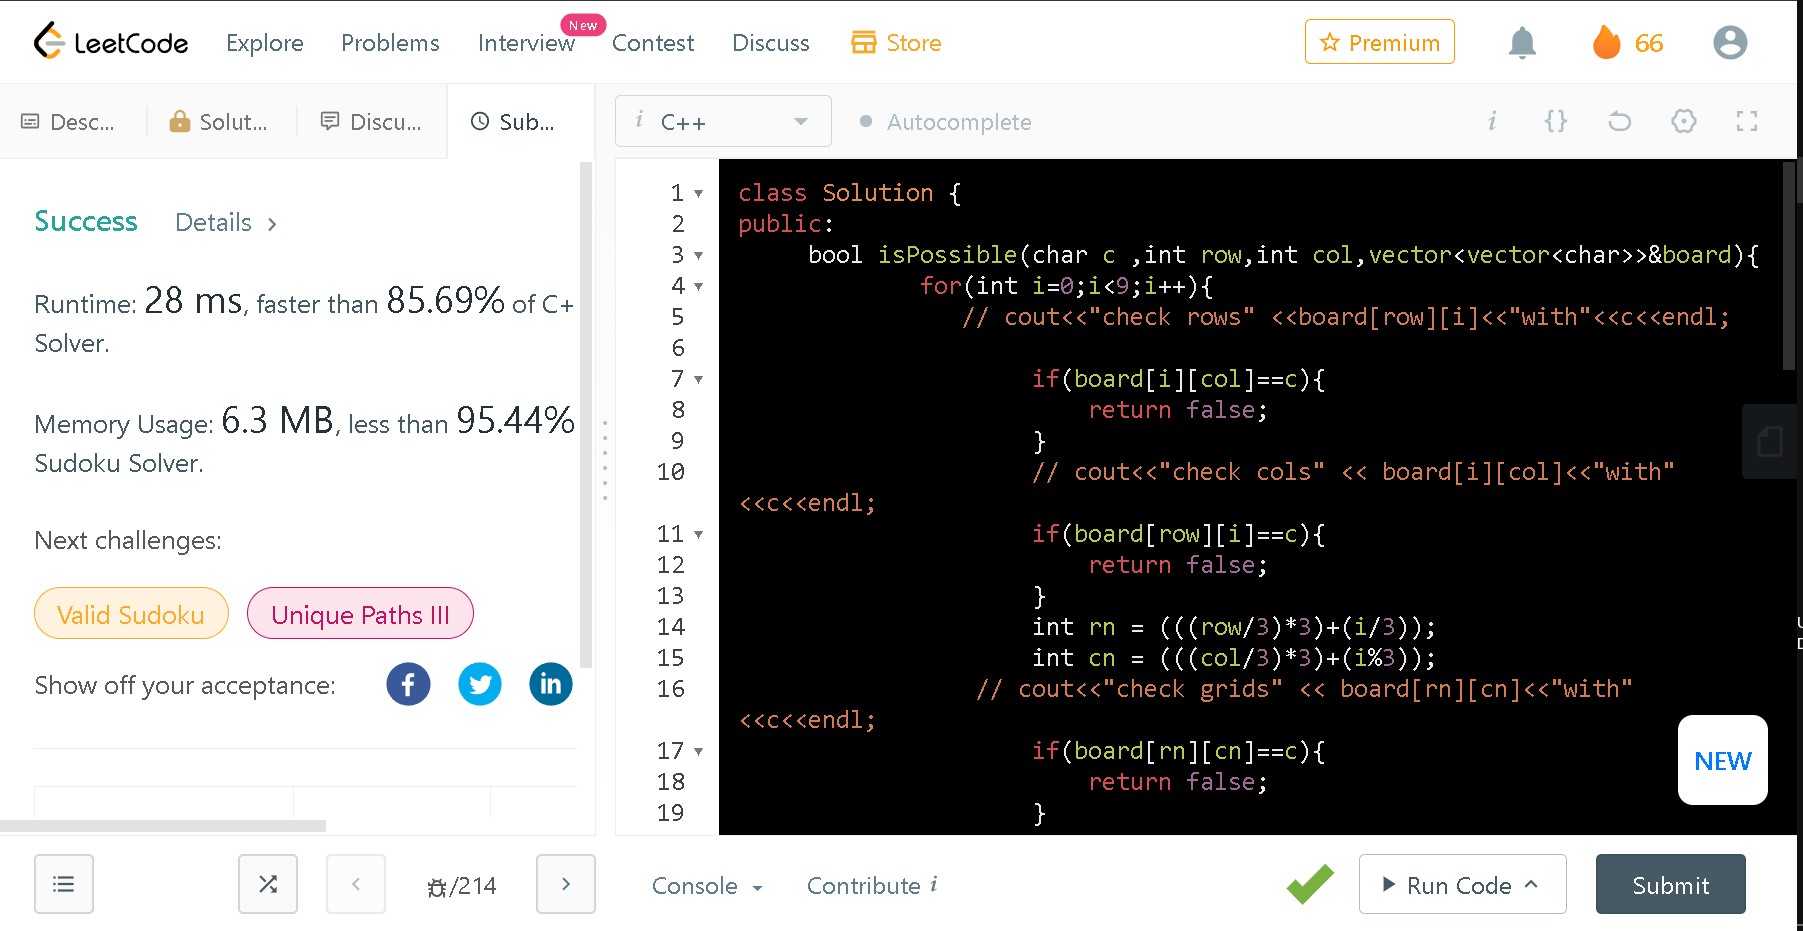 LeetCode Explore Problems Interview New Contest Discuss Store Premium 66
Desc... Solut... Discu... Sub...
i C++ Autocomplete i {}
Success Details >
Runtime: 28 ms, faster than 85.69% of C+
Solver.
Memory Usage: 6.3 MB, less than 95.44%
Sudoku Solver.
Next challenges:
Valid Sudoku Unique Paths III
Show off your acceptance:
1 class Solution {
2 public:
3 bool isPossible(char c ,int row,int col,vector<vector<char>>&board){
4 for(int i=0;i<9;i++){
5 // cout<<"check rows" <<board[row][i]<<"with"<<c<<endl;
6
7 if(board[i][col]==c){
8 return false;
9 }
10 // cout<<"check cols" << board[i][col]<<"with"
<<c<<endl;
11 if(board[row][i]==c){
12 return false;
13 }
14 int rn = (((row/3)*3)+(i/3));
15 int cn = (((col/3)*3)+(i%3));
16 // cout<<"check grids" << board[rn][cn]<<"with"
<<c<<endl;
17 if(board[rn][cn]==c){
18 return false;
19 }
NEW
/214
Console Contribute i Run Code Submit